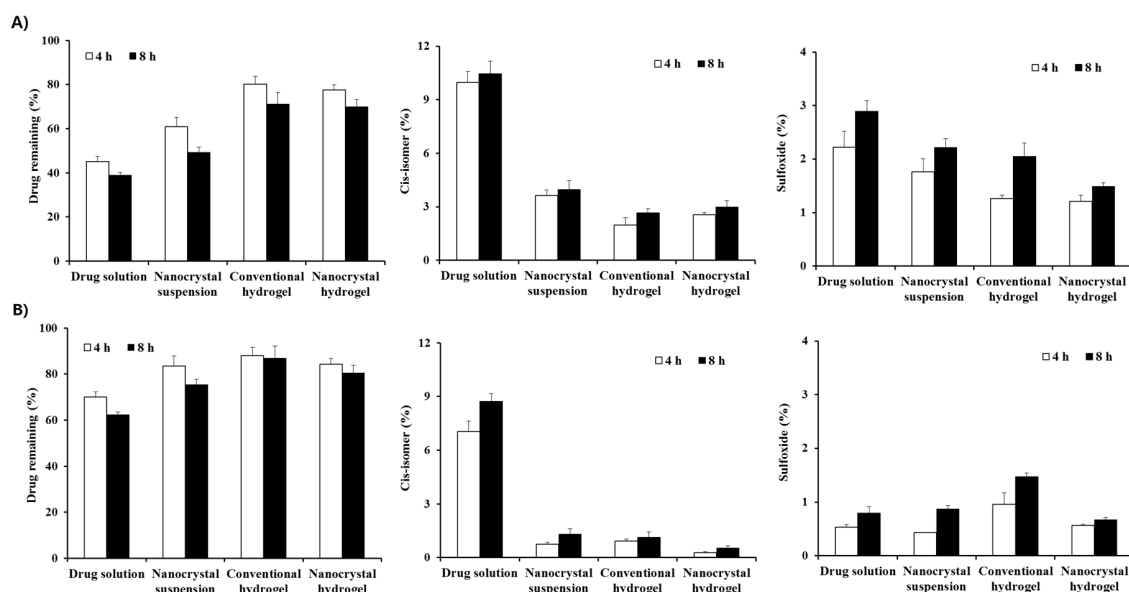 A)
Drug remaining (%)
100
80
60
40
20
0
4 h 8 h
Drug solution Nanocrystal Conventional Nanocrystal
suspension hydrogel hydrogel
Cis-isomer (%)
12
9
6
3
0
4 h 8 h
Drug solution Nanocrystal Conventional Nanocrystal
suspension hydrogel hydrogel
Sulfoxide (%)
4
3
2
1
0
4 h 8 h
Drug solution Nanocrystal Conventional Nanocrystal
suspension hydrogel hydrogel
B)
Drug remaining (%)
100
80
60
40
20
0
4 h 8 h
Drug solution Nanocrystal Conventional Nanocrystal
suspension hydrogel hydrogel
Cis-isomer (%)
12
9
6
3
0
4 h 8 h
Drug solution Nanocrystal Conventional Nanocrystal
suspension hydrogel hydrogel
Sulfoxide (%)
4
3
2
1
0
4 h 8 h
Drug solution Nanocrystal Conventional Nanocrystal
suspension hydrogel hydrogel